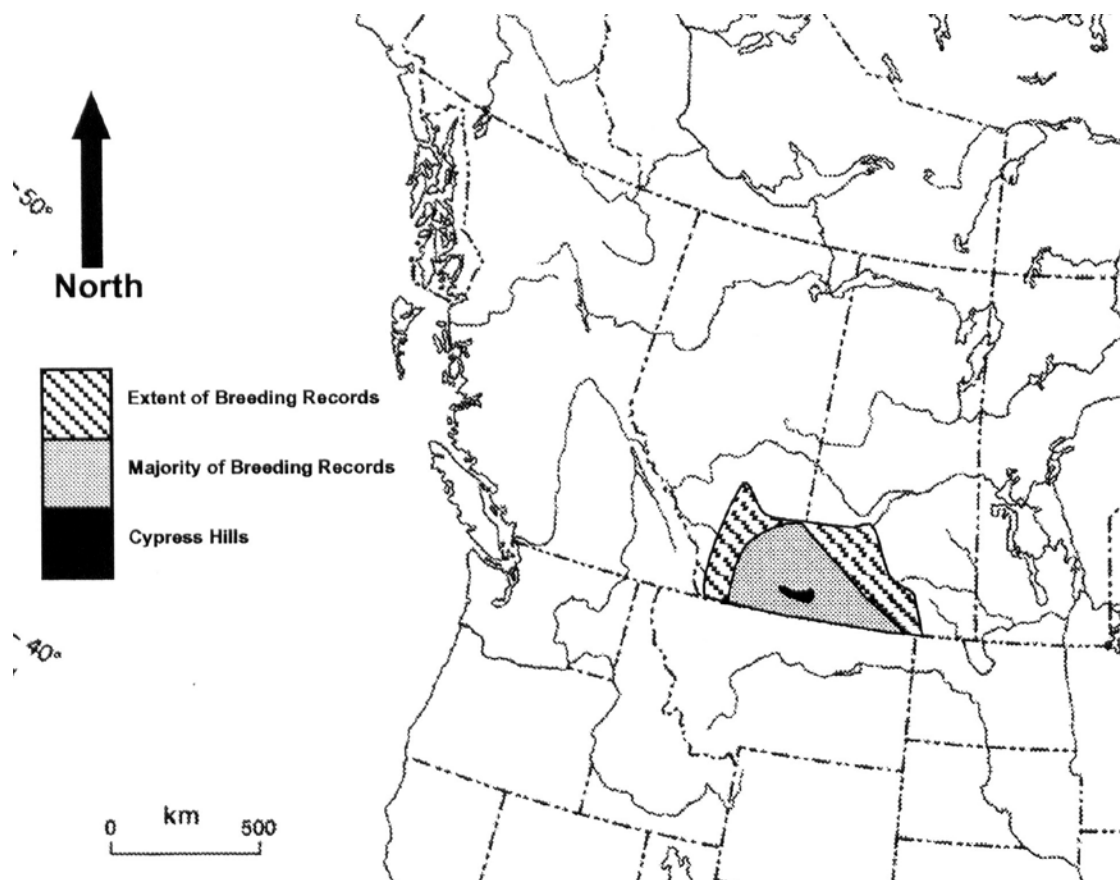 50°
North
Extent of Breeding Records
Majority of Breeding Records
Cypress Hills
40°
km
0 500